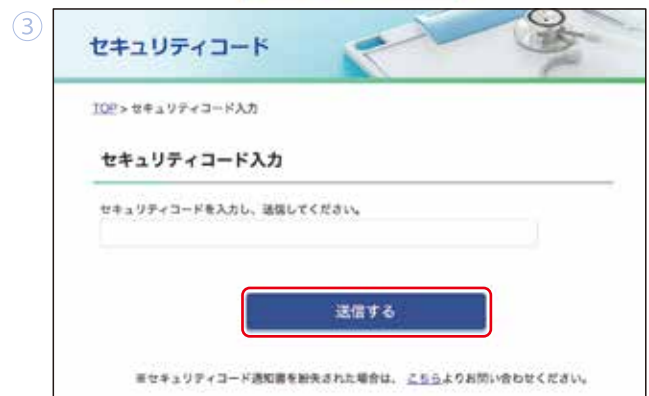 ③
セキュリティコード
TOP > セキュリティコード入力
セキュリティコード入力
セキュリティコードを入力し、送信してください。
送信する
※セキュリティコード通知書を紛失された場合は、こちらよりお問い合わせください。